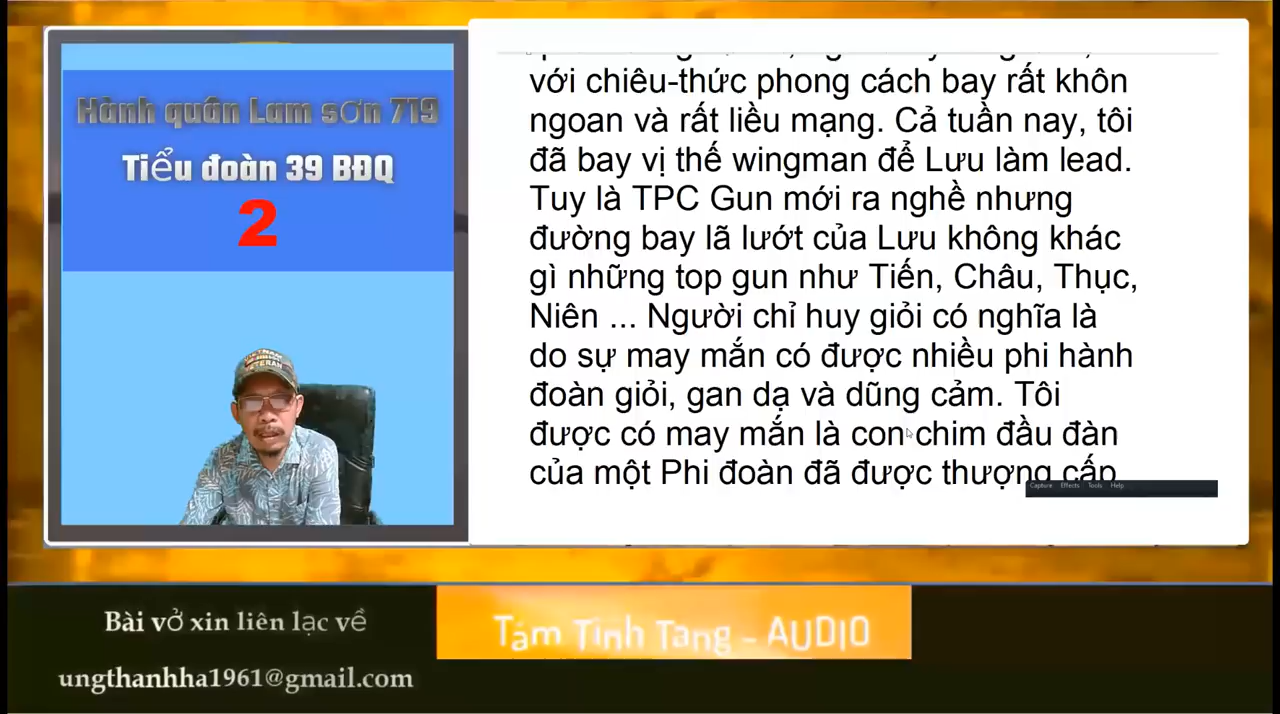 Hành quân Lam sơn 719
Tiểu đoàn 39 BĐQ
2
VETERAN
với chiêu-thức phong cách bay rất khôn
ngoan và rất liều mạng. Cả tuần nay, tôi
đã bay vị thế wingman để Lưu làm lead.
Tuy là TPC Gun mới ra nghề nhưng
đường bay lã lướt của Lưu không khác
gì những top gun như Tiến, Châu, Thục,
Niên ... Người chỉ huy giỏi có nghĩa là
do sự may mắn có được nhiều phi hành
đoàn giỏi, gan dạ và dũng cảm. Tôi
được có may mắn là con chim đầu đàn
của một Phi đoàn đã được thượng cấp
Capture Effects Tools Help
Bài vở xin liên lạc về
ungthanhha1961@gmail.com
Tám Tình Tang - AUDIO